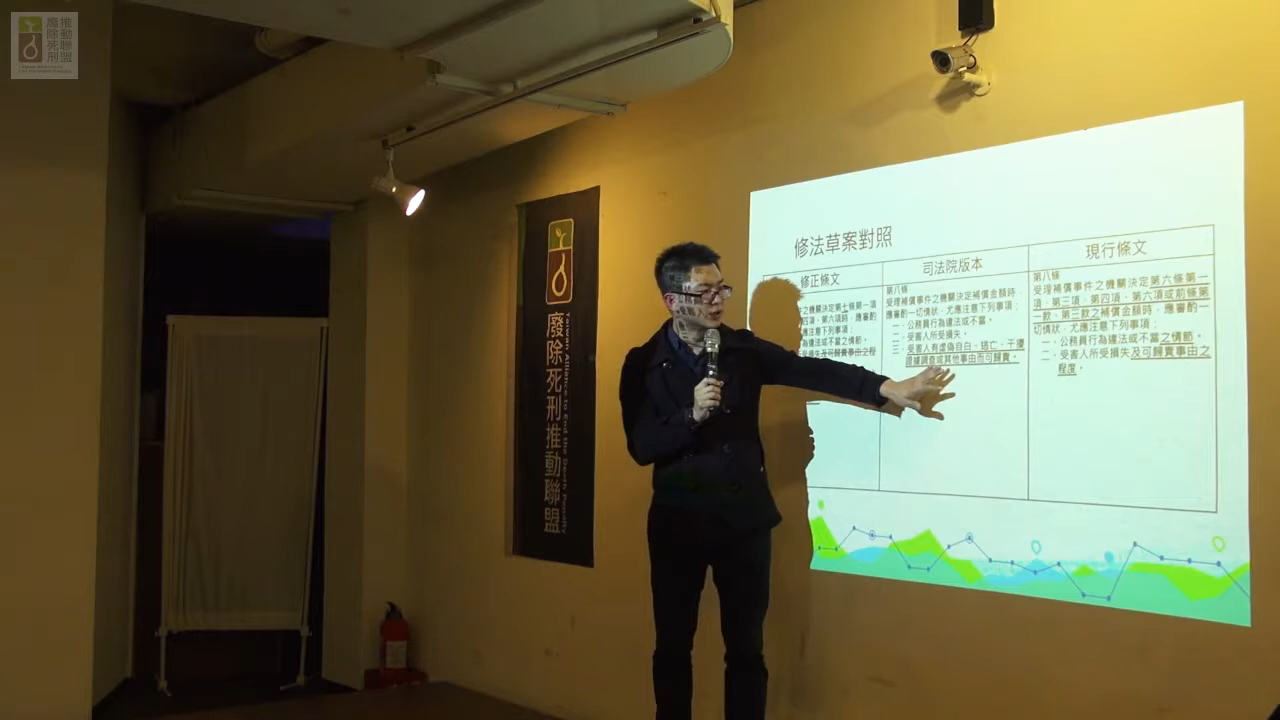 推動聯盟
廢除死刑
廢除死刑推動聯盟
Taiwan Alliance to End the Death Penalty
修法草案對照
修正條文
之機關決定補償金額時
司法院版本
第八條
受理補償事件之機關決定補償金額時
應審酌一切情狀,尤應注意下列事項:
一、公務員行為違法或不當。
二、受害人所受損失。
三、受害人有虛偽自白、逃亡、干擾
證據調查或其他事由而可歸責。
現行條文
第八條
受理補償事件之機關決定第六條第一
項、第三項、第四項、第六項或前條第
一款、第三款之補償金額時,應審酌一
切情狀,尤應注意下列事項:
一、公務員行為違法或不當之情節。
二、受害人所受損失及可歸責事由之
程度。